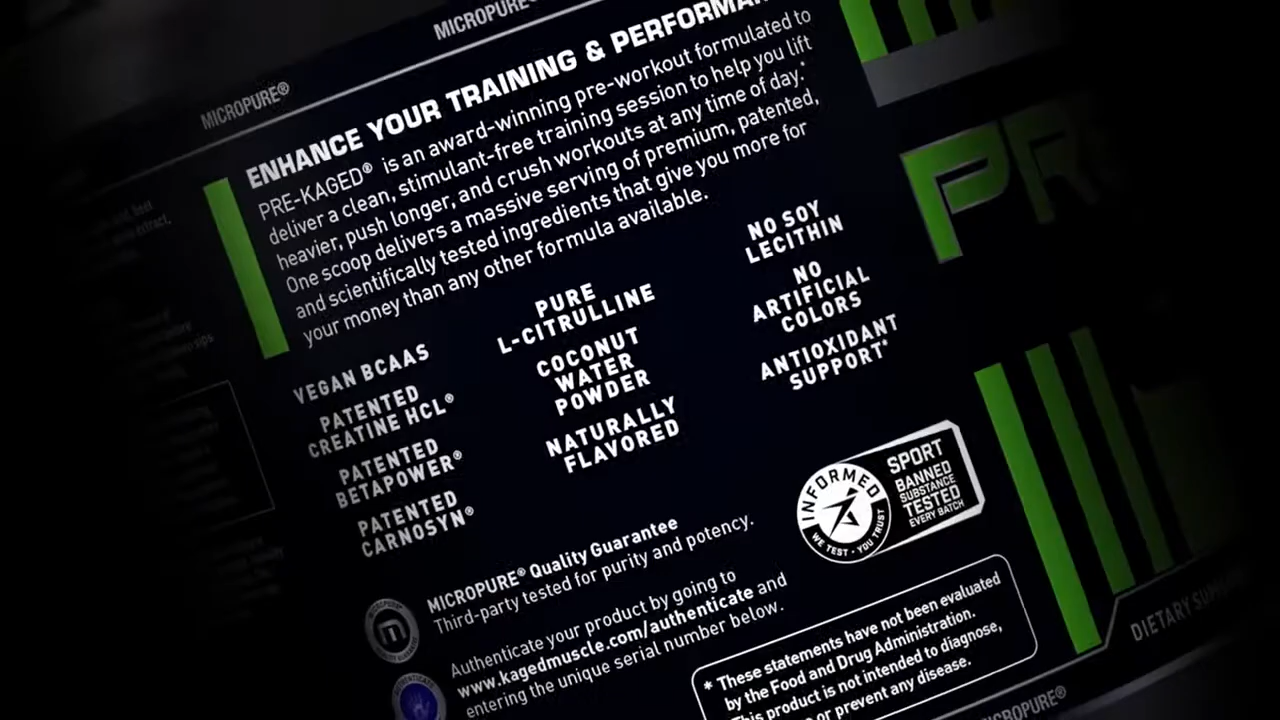 MICROPURE®
MICROPURE®
ENHANCE YOUR TRAINING &
PRE-KAGED® is an award-winning pre-workout formulated to
deliver a clean, stimulant-free training session to help you lift
heavier, push longer, and crush workouts at any time of day.*
One scoop delivers a massive serving of premium, patented,
and scientifically tested ingredients that give you more for
your money than any other formula available.
VEGAN BCAAS
PATENTED
CREATINE HCL®
PATENTED
BETAPOWER®
PATENTED
CARNOSYN®
PURE
L-CITRULLINE
COCONUT
WATER
POWDER
NATURALLY
FLAVORED
NO SOY
LECITHIN
NO
ARTIFICIAL
COLORS
ANTIOXIDANT
SUPPORT*
INFORMED
WE TEST • YOU TRUST
SPORT
BANNED
SUBSTANCE
TESTED
EVERY BATCH
MICROPURE® Quality Guarantee
Third-party tested for purity and potency.
Authenticate your product by going to
www.kagedmuscle.com/authenticate and
entering the unique serial number below.
* These statements have not been evaluated
by the Food and Drug Administration.
This product is not intended to diagnose,
or prevent any disease.
PR
DIETARY
MICROPURE®